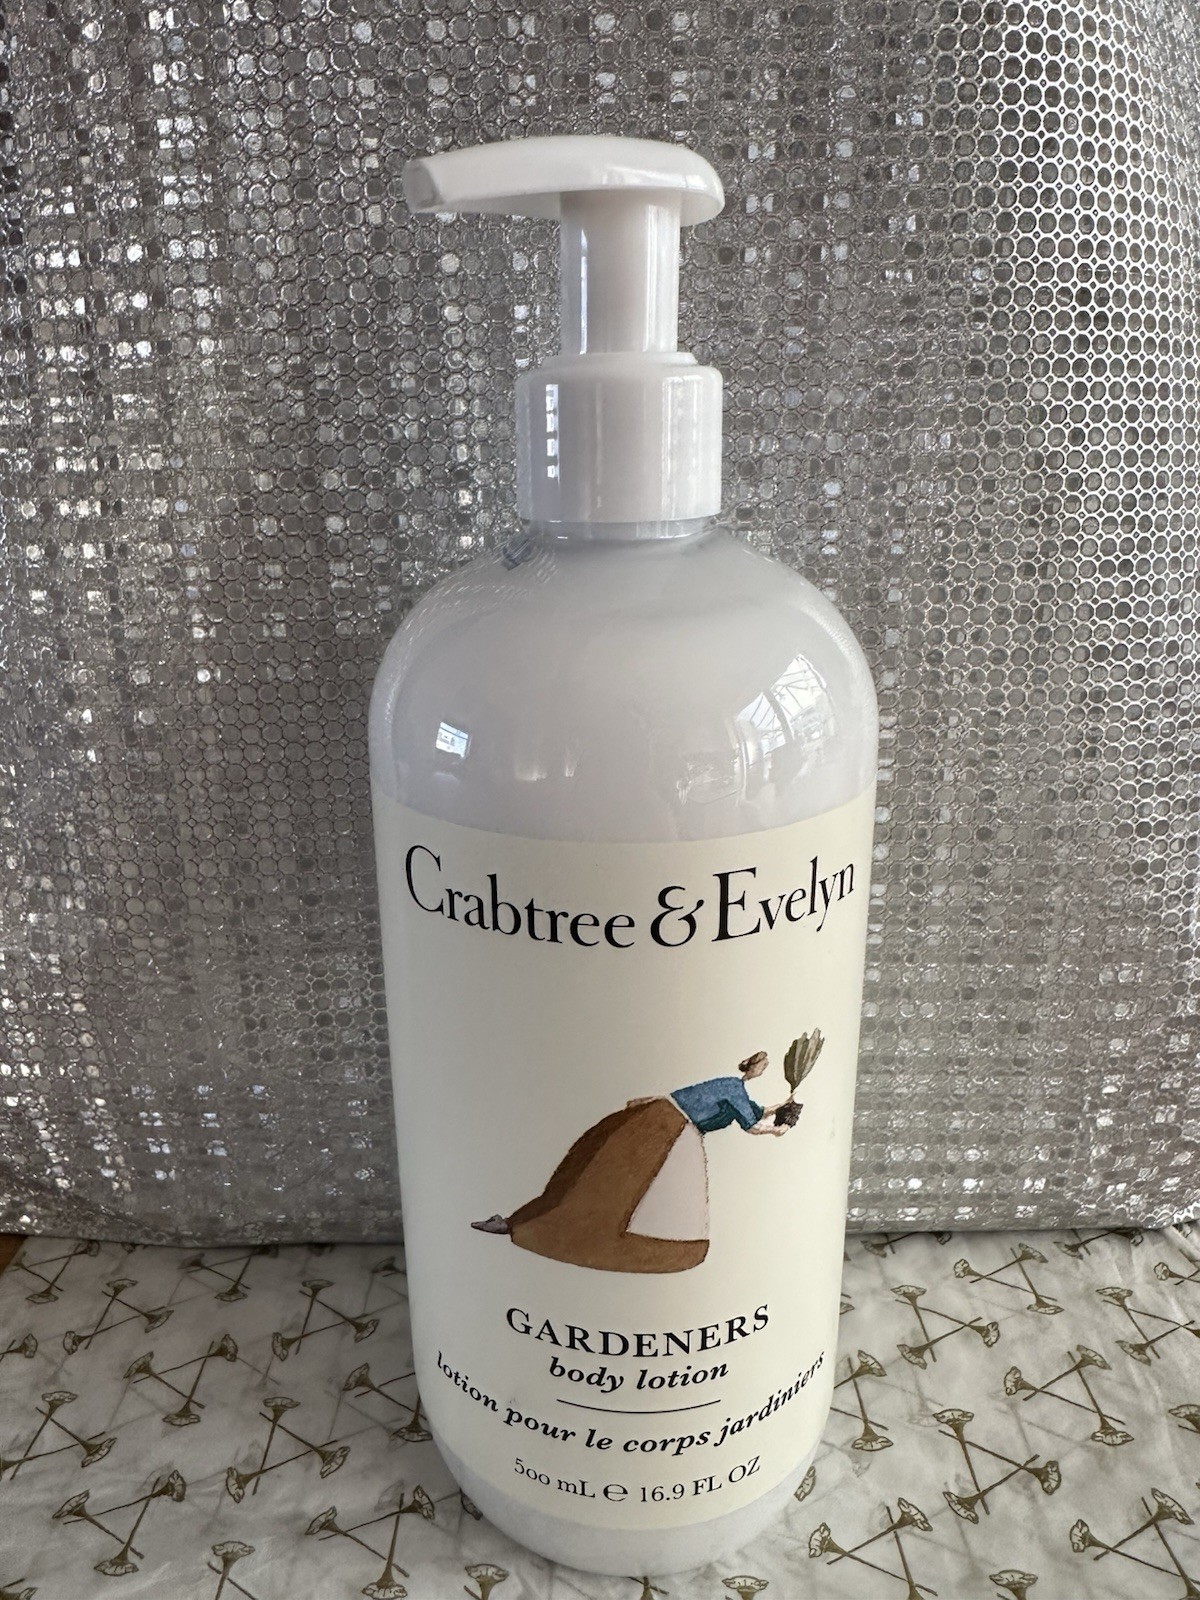 Crabtree & Evelyn
GARDENERS
body lotion
lotion pour le corps jardiniers
500 mL ℮ 16.9 FL OZ